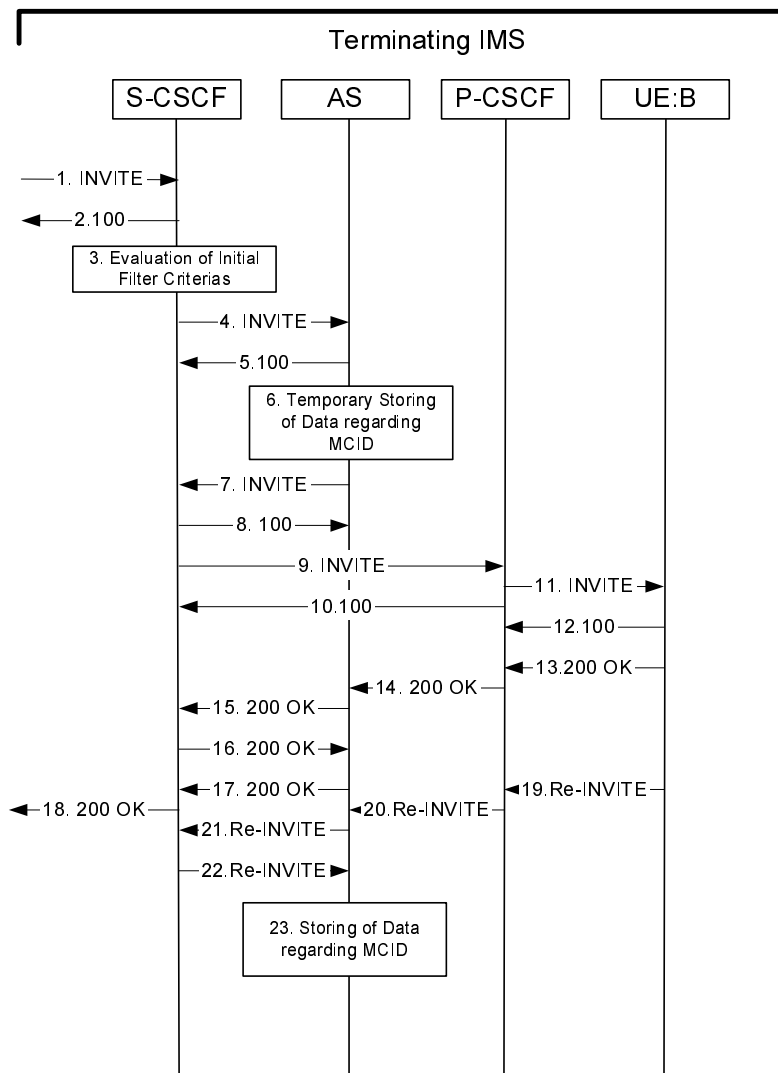 Terminating IMS
S-CSCF
AS
P-CSCF
UE:B
1. INVITE
2.100
3. Evaluation of Initial
Filter Criterias
4. INVITE
5.100
6. Temporary Storing
of Data regarding
MCID
7. INVITE
8. 100
9. INVITE
11. INVITE
10.100
12.100
13.200 OK
14. 200 OK
15. 200 OK
16. 200 OK
17. 200 OK
19.Re-INVITE
18. 200 OK
20.Re-INVITE
21.Re-INVITE
22.Re-INVITE
23. Storing of Data
regarding MCID